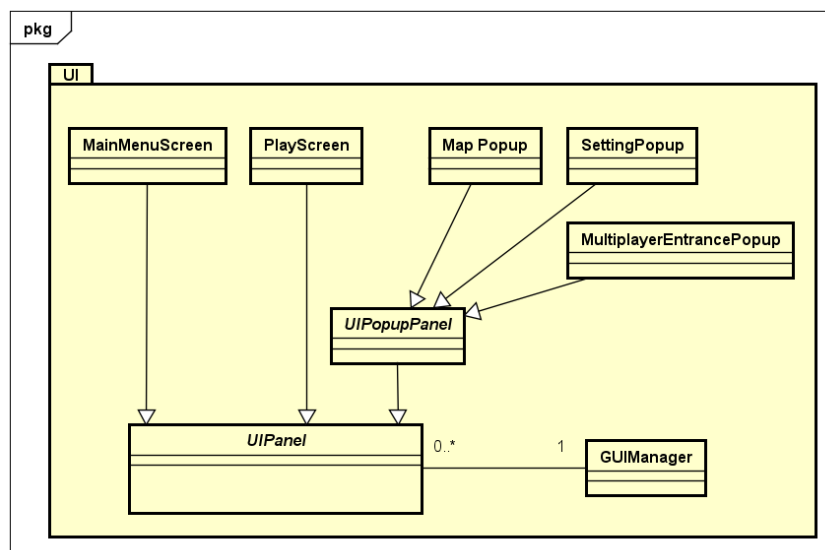 pkg
UI
MainMenuScreen
PlayScreen
Map Popup
SettingPopup
MultiplayerEntrancePopup
UIPopupPanel
UIPanel
0..*
1
GUIManager